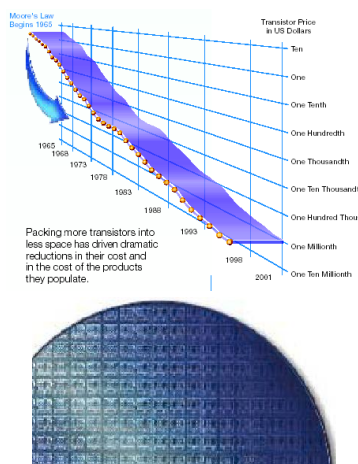 Moore's Law
Begins 1965
Transistor Price
in US Dollars
Ten
One
One Tenth
One Hundredth
One Thousandth
One Ten Thousandt
One Hundred Thou
One Millionth
One Ten Millionth
1965
1968
1973
1978
1983
1988
1993
1998
2001
Packing more transistors into
less space has driven dramatic
reductions in their cost and
in the cost of the products
they populate.